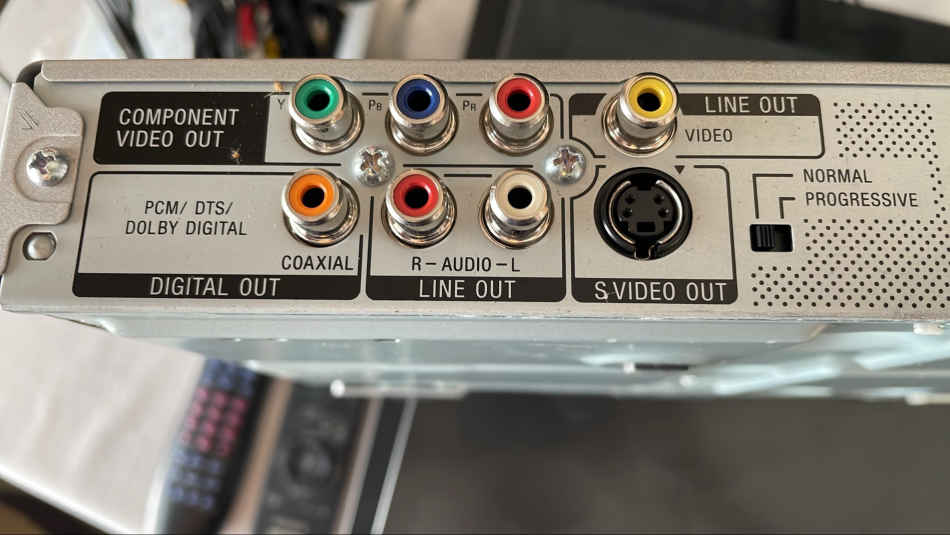 COMPONENT
VIDEO OUT
Y
PB
PR
LINE OUT
VIDEO
NORMAL
PROGRESSIVE
PCM/ DTS/
DOLBY DIGITAL
COAXIAL
DIGITAL OUT
R-AUDIO-L
LINE OUT
S VIDEO OUT